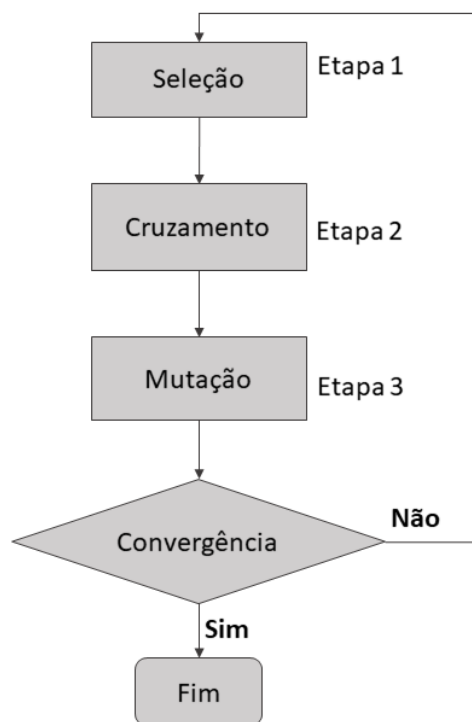 Seleção
Etapa 1
Cruzamento
Etapa 2
Mutação
Etapa 3
Convergência
Não
Sim
Fim